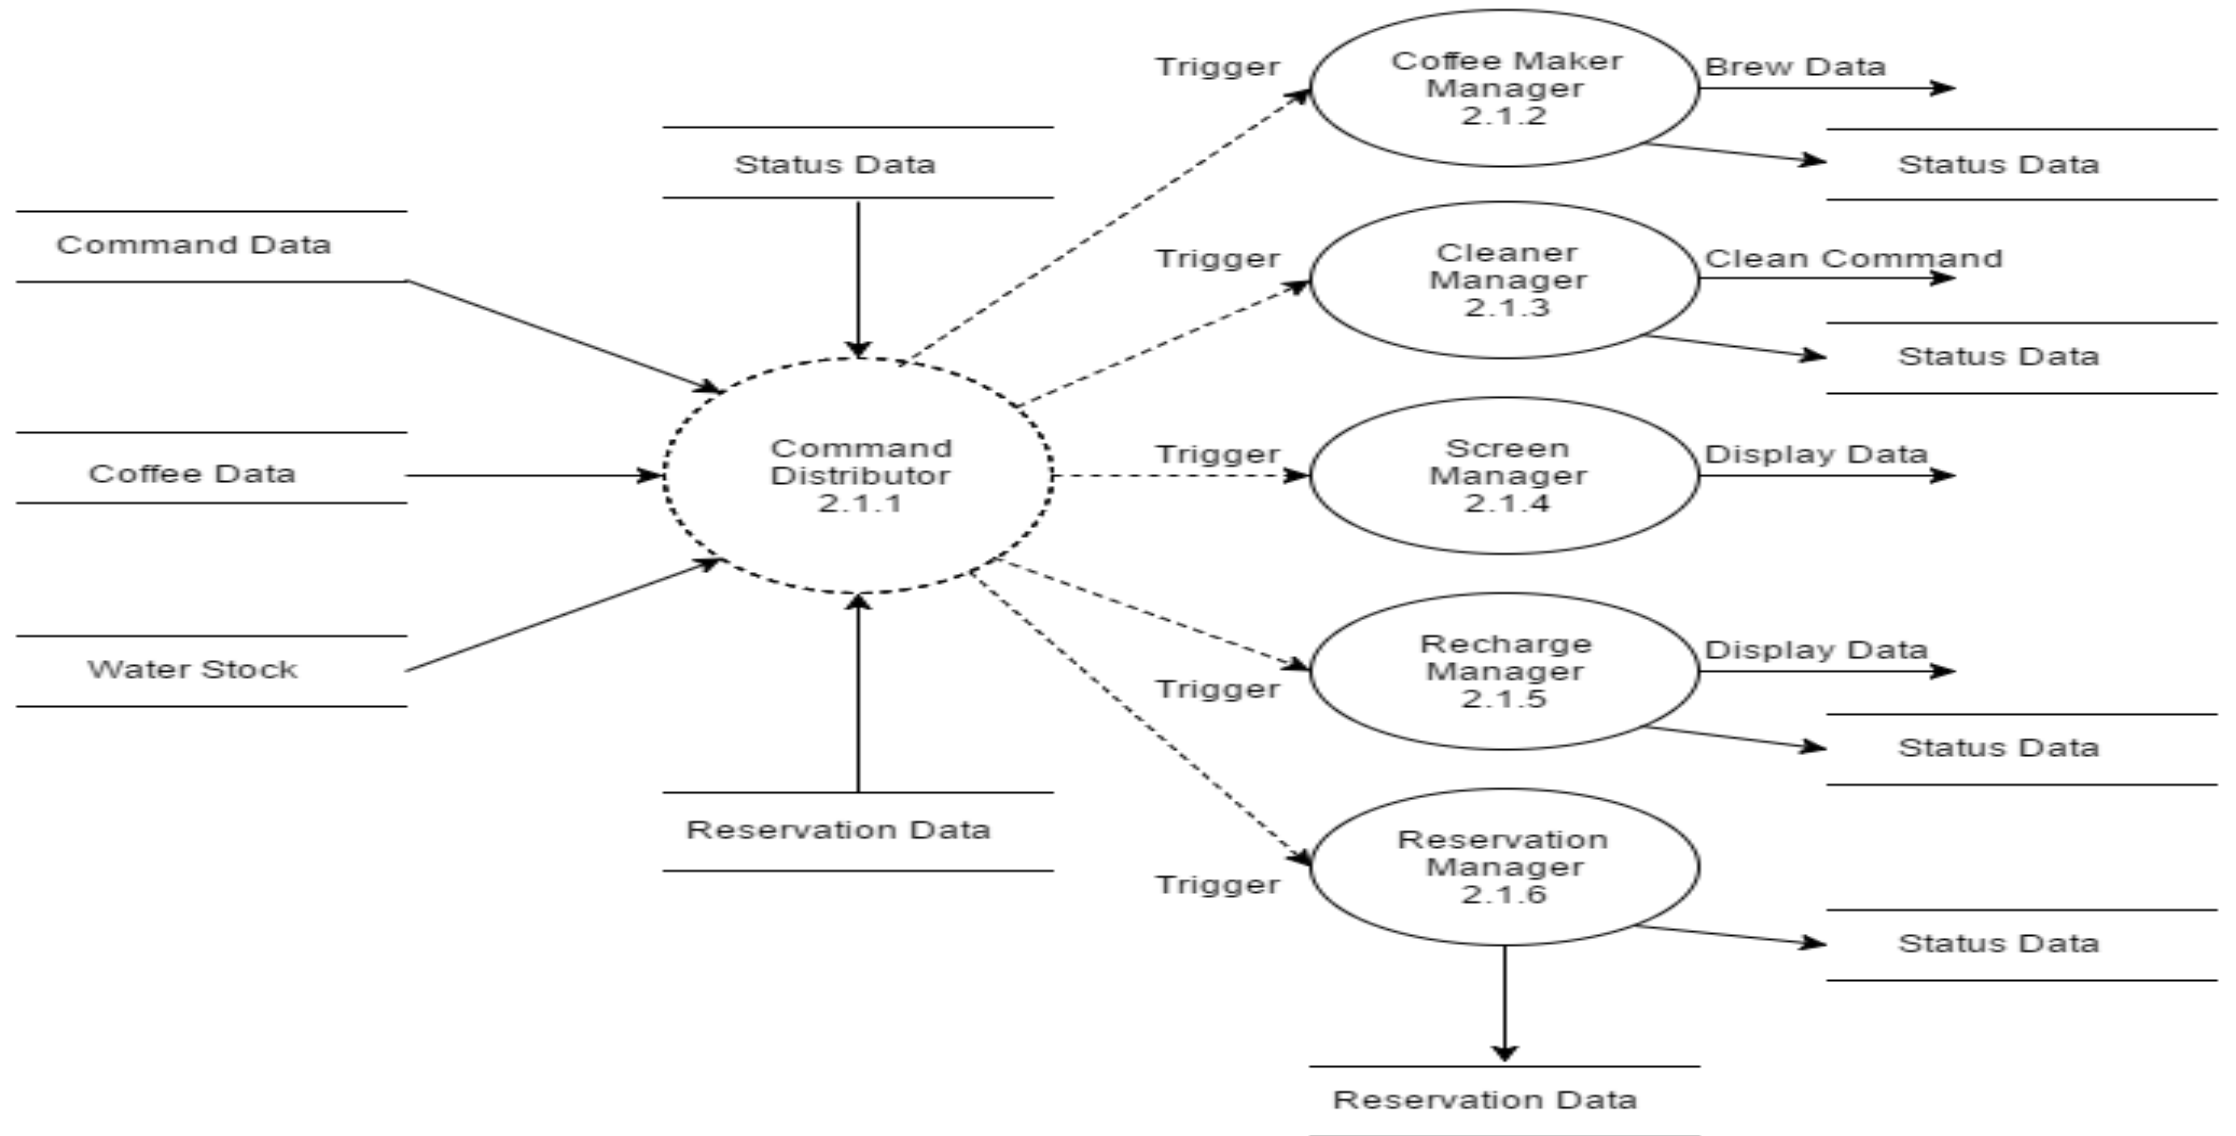 Trigger
Coffee Maker
Manager
2.1.2
Brew Data
Status Data
Status Data
Command Data
Trigger
Cleaner
Manager
2.1.3
Clean Command
Status Data
Coffee Data
Command
Distributor
2.1.1
Trigger
Screen
Manager
2.1.4
Display Data
Water Stock
Trigger
Recharge
Manager
2.1.5
Display Data
Status Data
Reservation Data
Trigger
Reservation
Manager
2.1.6
Status Data
Reservation Data